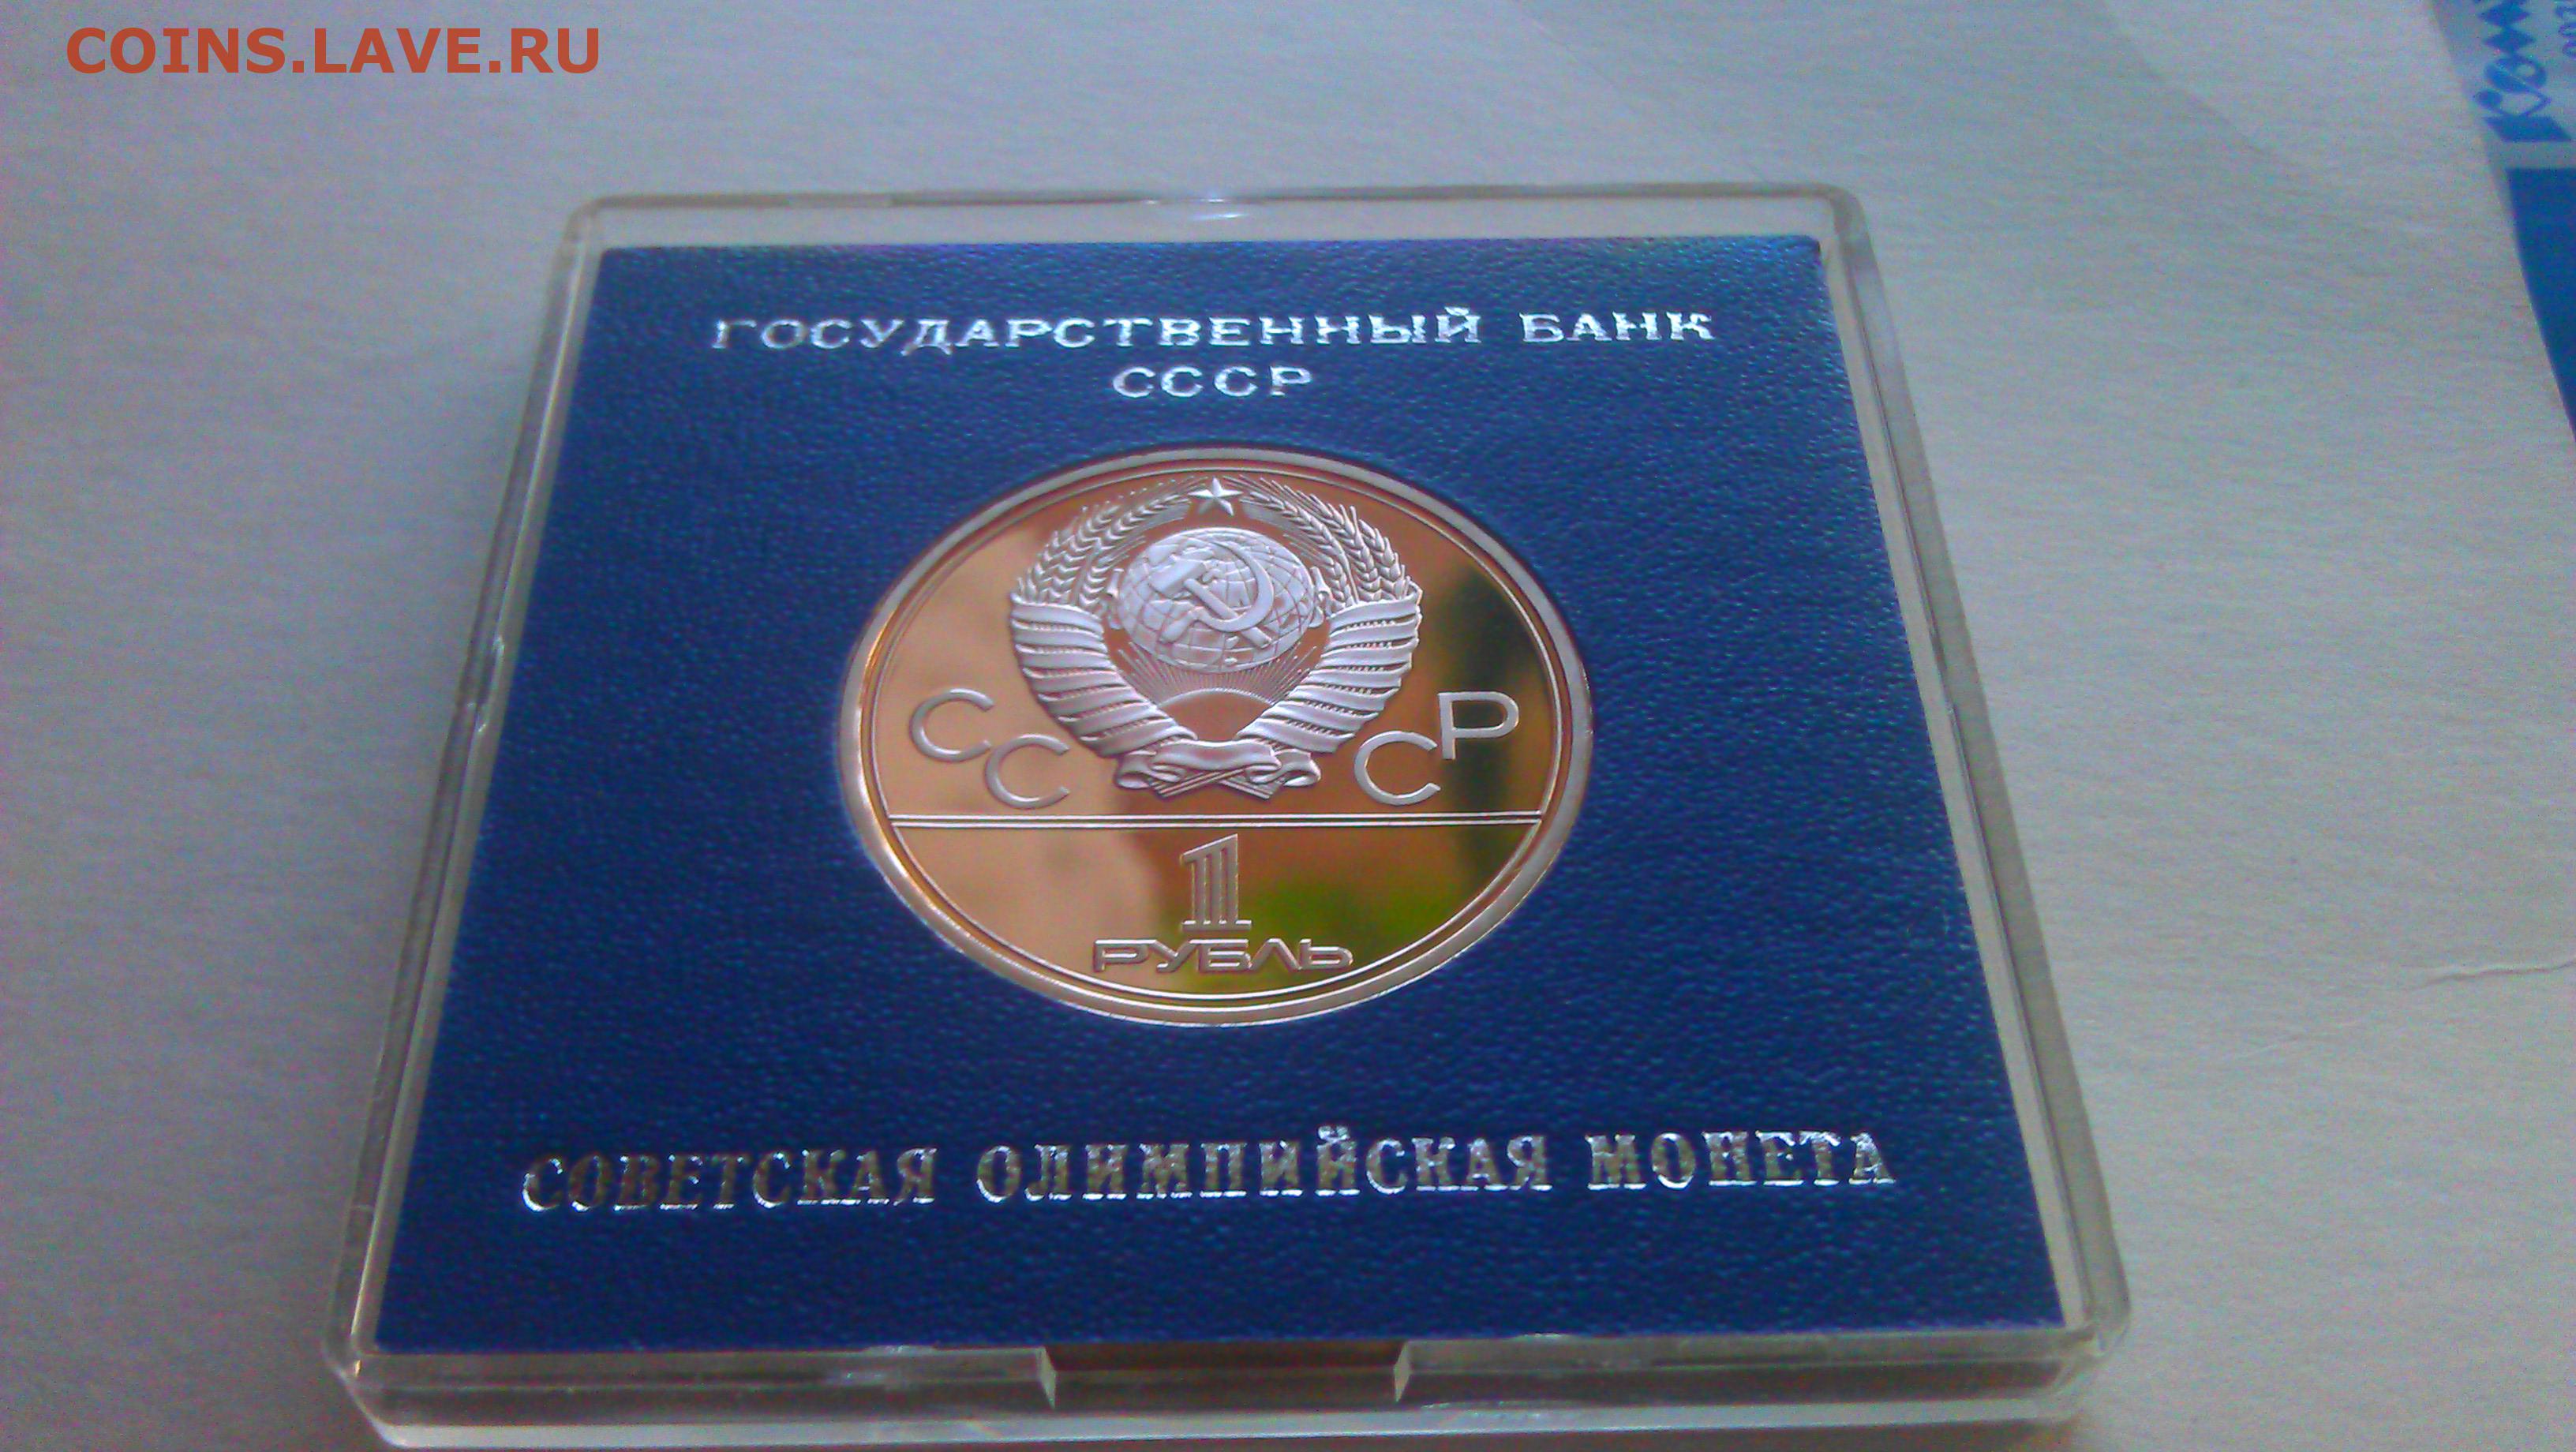 COINS.LAVE.RU
ГОСУДАРСТВЕННЫЙ БАНК
СССР
СС СР
1
РУБЛЬ
СОВЕТСКАЯ ОЛИМПИЙСКАЯ МОНЕТА